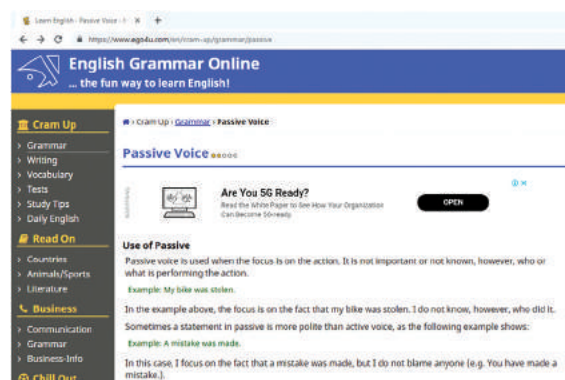 Learn English - Passive Voice -
https://www.ego4u.com/en/cram-up/grammar/passive
English Grammar Online
... the fun way to learn English!
Cram Up
> Grammar
> Writing
> Vocabulary
> Tests
> Study Tips
> Daily English
Read On
> Countries
> Animals/Sports
> Literature
Business
> Communication
> Grammar
> Business-Info
Chill Out
› Cram Up › Grammar › Passive Voice
Passive Voice
Are You 5G Ready?
Read the White Paper to See How Your Organization
Can Become 5G-ready.
OPEN
Use of Passive
Passive voice is used when the focus is on the action. It is not important or not known, however, who or
what is performing the action.
Example: My bike was stolen.
In the example above, the focus is on the fact that my bike was stolen. I do not know, however, who did it.
Sometimes a statement in passive is more polite than active voice, as the following example shows:
Example: A mistake was made.
In this case, I focus on the fact that a mistake was made, but I do not blame anyone (e.g. You have made a
mistake.).